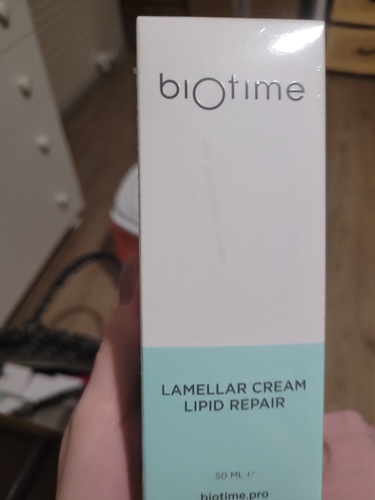 biotime
LAMELLAR CREAM
LIPID REPAIR
50 ML ℮
biotime.pro